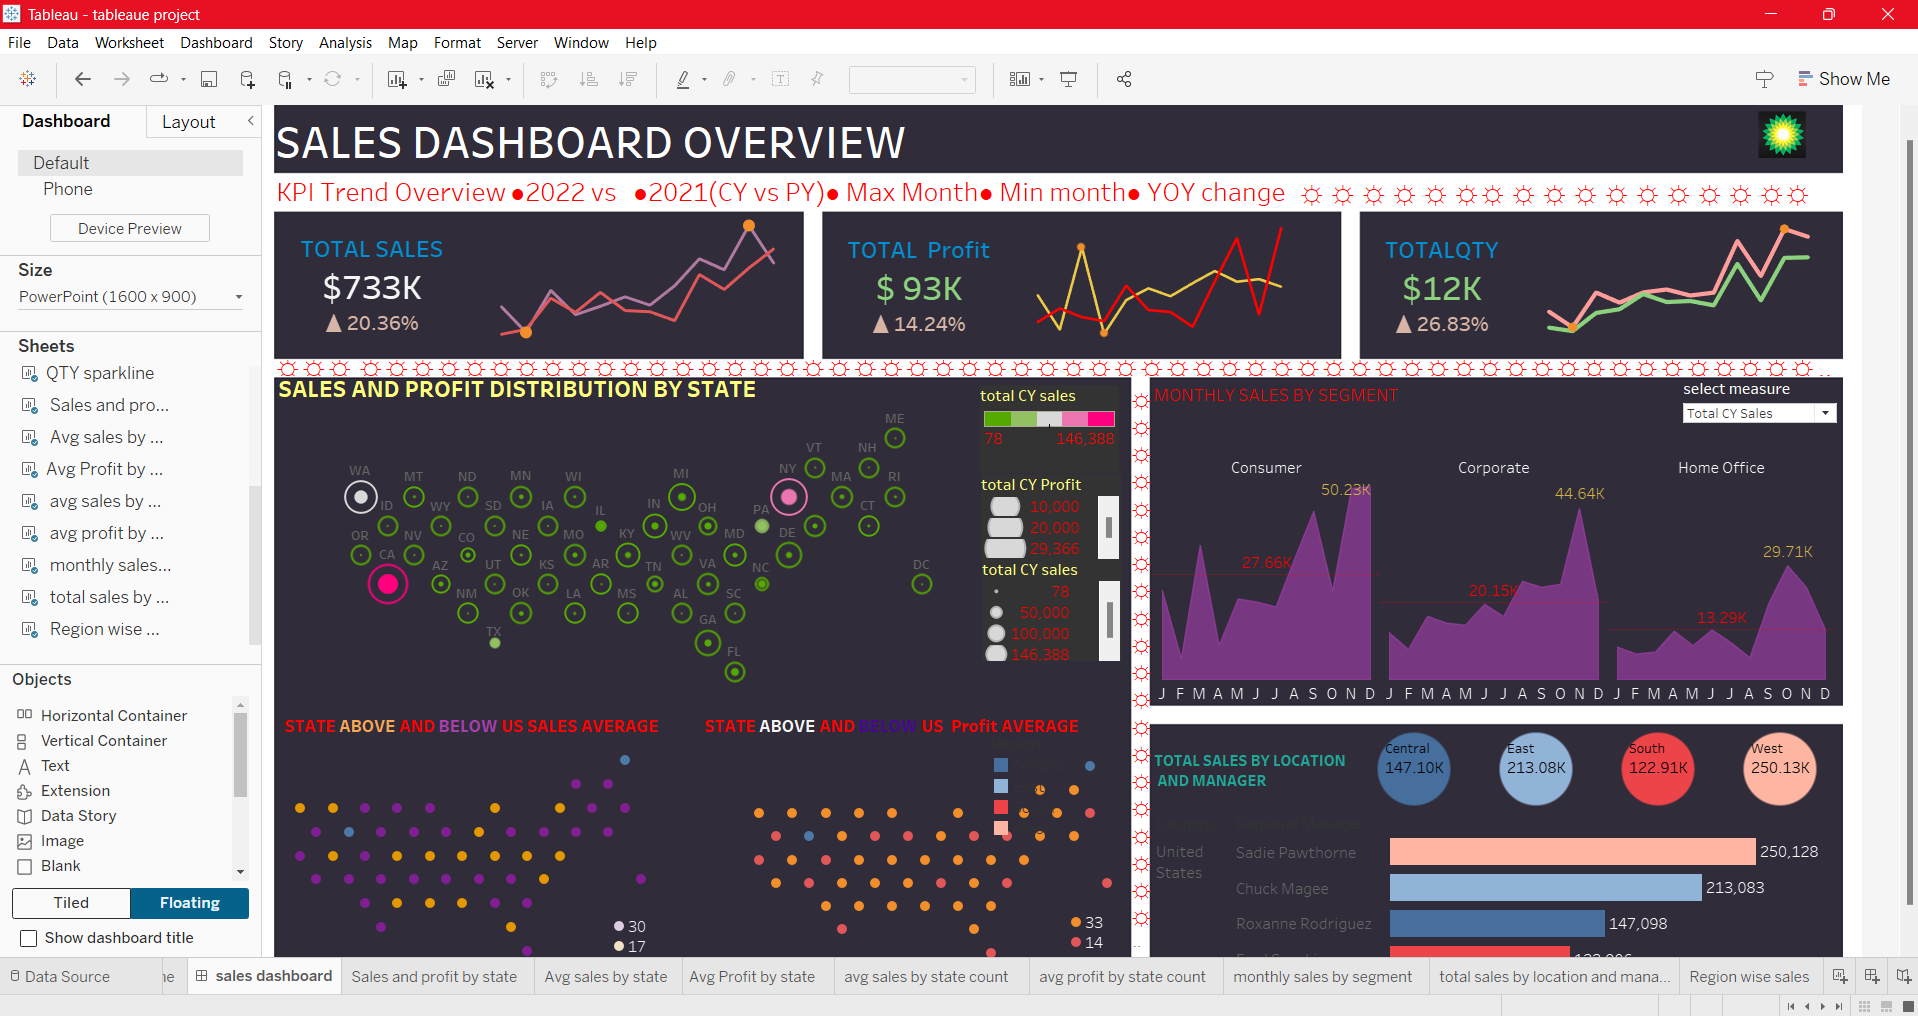 Tableau - tableaue project
File Data Worksheet Dashboard Story Analysis Map Format Server Window Help
Show Me
Dashboard Layout
Default
Phone
Device Preview
Size
PowerPoint (1600 x 900)
Sheets
QTY sparkline
Sales and pro...
Avg sales by ...
Avg Profit by ...
avg sales by ...
avg profit by ...
monthly sales...
total sales by ...
Region wise ...
Objects
Horizontal Container
Vertical Container
Text
Extension
Data Story
Image
Blank
Tiled Floating
Show dashboard title
SALES DASHBOARD OVERVIEW
KPI Trend Overview ●2022 vs ●2021(CY vs PY)● Max Month● Min month● YOY change
TOTAL SALES
$733K
▲ 20.36%
TOTAL Profit
$ 93K
▲ 14.24%
TOTALQTY
$12K
▲ 26.83%
SALES AND PROFIT DISTRIBUTION BY STATE
ME
VT NH
WA MT ND MN WI MI NY MA RI
ID WY SD IA IL IN OH PA CT
OR NV CO NE MO KY WV MD DE
CA AZ UT KS AR TN VA NC DC
NM OK LA MS AL SC
TX GA
FL
total CY sales
78 146,388
total CY Profit
10,000
20,000
29,366
total CY sales
78
50,000
100,000
146,388
MONTHLY SALES BY SEGMENT
select measure
Total CY Sales
Consumer Corporate Home Office
50.23K 44.64K 29.71K
27.66K 20.15K 13.29K
J F M A M J J A S O N D J F M A M J J A S O N D J F M A M J J A S O N D
STATE ABOVE AND BELOW US SALES AVERAGE
30
17
STATE ABOVE AND BELOW US Profit AVERAGE
33
14
TOTAL SALES BY LOCATION
AND MANAGER
Central
147.10K
East
213.08K
South
122.91K
West
250.13K
United
States
Sadie Pawthorne 250,128
Chuck Magee 213,083
Roxanne Rodriguez 147,098
Data Source sales dashboard Sales and profit by state Avg sales by state Avg Profit by state avg sales by state count avg profit by state count monthly sales by segment total sales by location and mana... Region wise sales